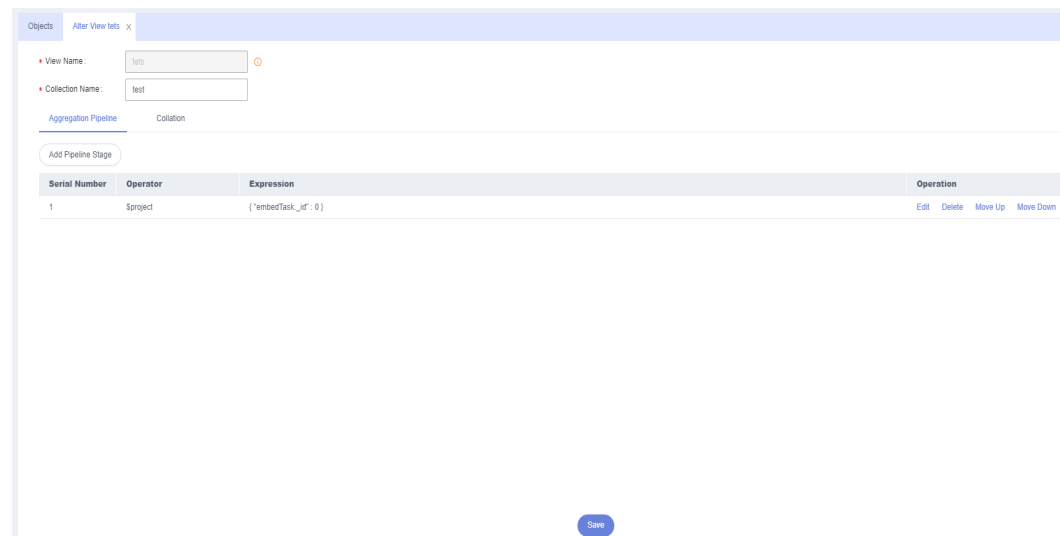 Objects Alter View tets X
* View Name : tets
* Collection Name : test
Aggregation Pipeline Collation
Add Pipeline Stage
Serial Number Operator Expression Operation
1 $project { "embedTask._id" : 0 } Edit Delete Move Up Move Down
Save